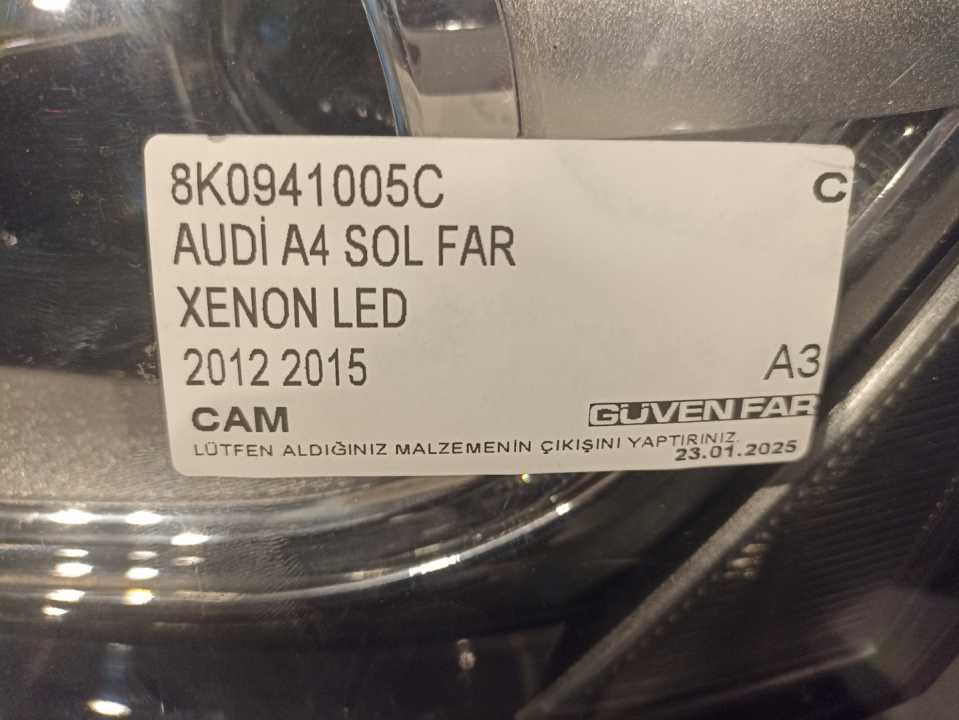 8K0941005C C
AUDİ A4 SOL FAR
XENON LED
2012 2015 A3
CAM GÜVEN FAR
LÜTFEN ALDIĞINIZ MALZEMENİN ÇIKIŞINI YAPTIRINIZ.
23.01.2025